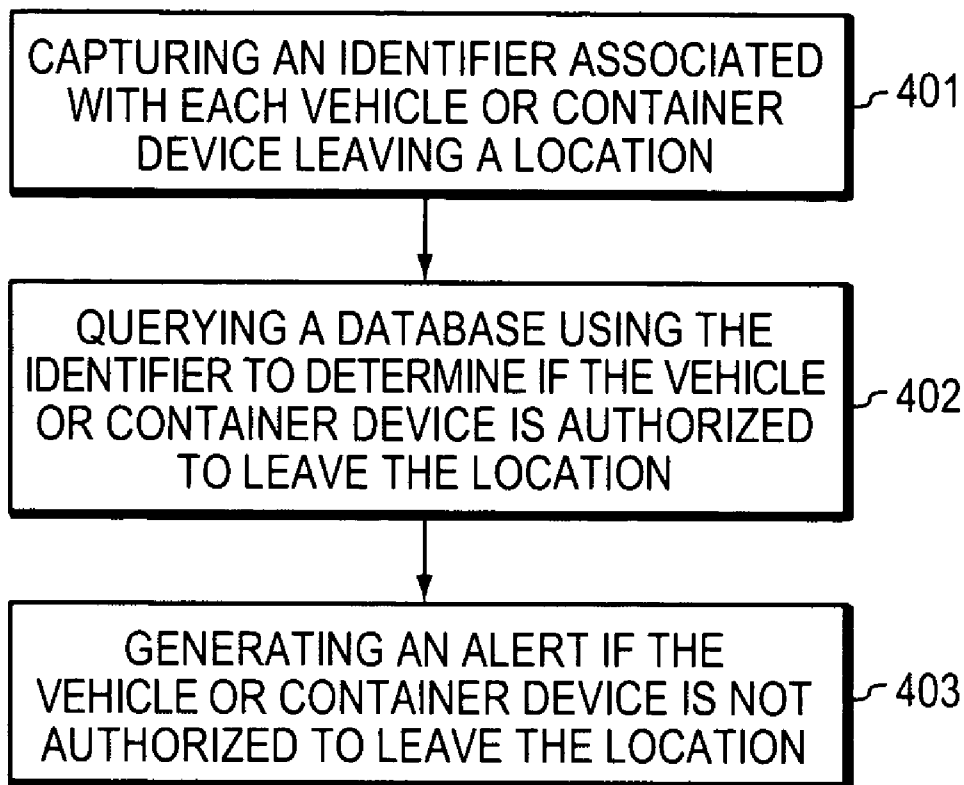 CAPTURING AN IDENTIFIER ASSOCIATED
WITH EACH VEHICLE OR CONTAINER
DEVICE LEAVING A LOCATION
401
QUERYING A DATABASE USING THE
IDENTIFIER TO DETERMINE IF THE VEHICLE
OR CONTAINER DEVICE IS AUTHORIZED
TO LEAVE THE LOCATION
402
GENERATING AN ALERT IF THE
VEHICLE OR CONTAINER DEVICE IS NOT
AUTHORIZED TO LEAVE THE LOCATION
403